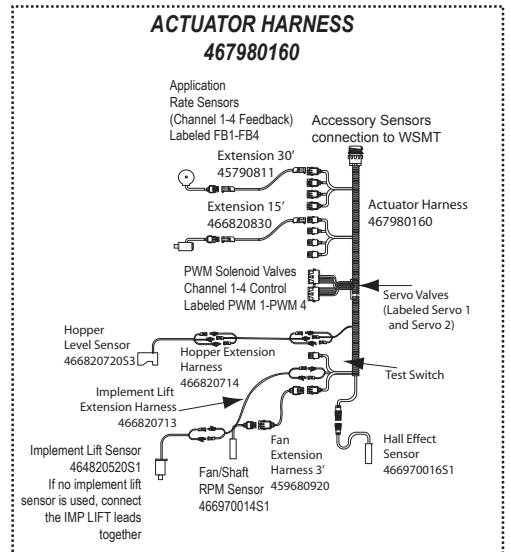 ACTUATOR HARNESS
467980160
Application
Rate Sensors
(Channel 1-4 Feedback)
Labeled FB1-FB4
Accessory Sensors
connection to WSMT
Extension 30'
45790811
Extension 15'
466820830
Actuator Harness
467980160
PWM Solenoid Valves
Channel 1-4 Control
Labeled PWM 1-PWM 4
Servo Valves
(Labeled Servo 1
and Servo 2)
Hopper
Level Sensor
466820720S3
Hopper Extension
Harness
466820714
Test Switch
Implement Lift
Extension Harness
466820713
Implement Lift Sensor
464820520S1
If no implement lift
sensor is used, connect
the IMP LIFT leads
together
Fan/Shaft
RPM Sensor
466970014S1
Fan
Extension
Harness 3'
459680920
Hall Effect
Sensor
466970016S1